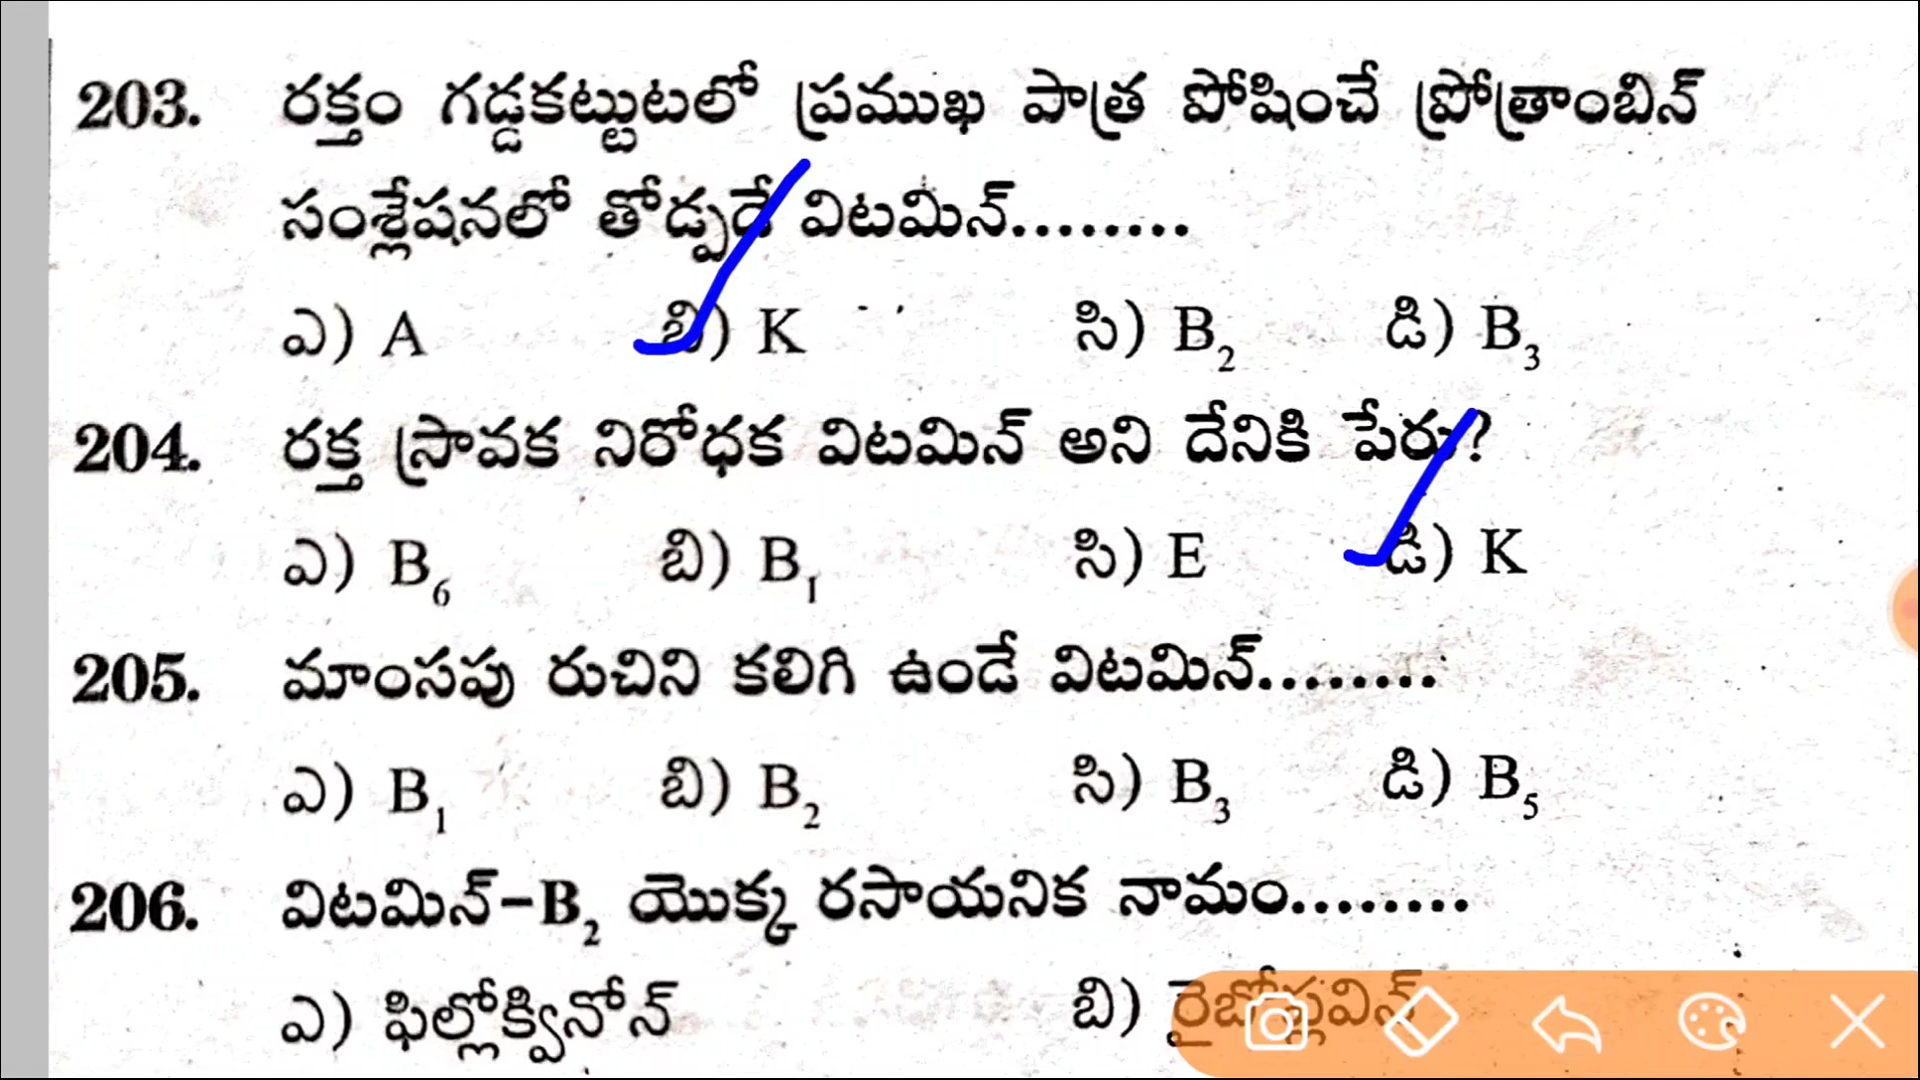 203. రక్తం గడ్డకట్టుటలో ప్రముఖ పాత్ర పోషించే ప్రోత్రాంబిన్
సంశ్లేషనలో తోడ్పడే విటమిన్........
ఎ) A బి) K సి) B₂ డి) B₃
204. రక్త స్రావక నిరోధక విటమిన్ అని దేనికి పేరు?
ఎ) B₆ బి) B₁ సి) E డి) K
205. మాంసపు రుచిని కలిగి ఉండే విటమిన్........
ఎ) B₁ బి) B₂ సి) B₃ డి) B₅
206. విటమిన్-B₂ యొక్క రసాయనిక నామం........
ఎ) ఫిల్లోక్వినోన్ బి) రైబోఫ్లవిన్